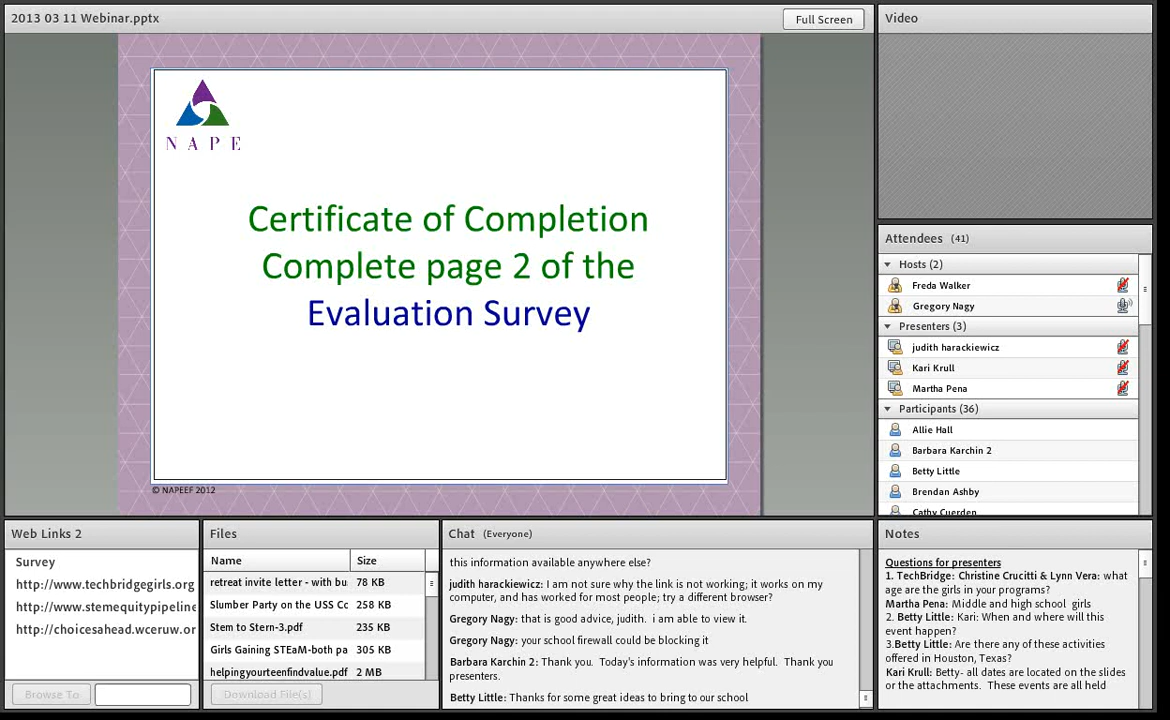 2013 03 11 Webinar.pptx
Full Screen
NAPE
Certificate of Completion
Complete page 2 of the
Evaluation Survey
© NAPEEF 2012
Video
Attendees (41)
Hosts (2)
Freda Walker
Gregory Nagy
Presenters (3)
judith harackiewicz
Kari Krull
Martha Pena
Participants (36)
Allie Hall
Barbara Karchin 2
Betty Little
Brendan Ashby
Cathy Cuerden
Web Links 2
Survey
http://www.techbridgegirls.org
http://www.stemequitypipeline
http://choicesahead.wceruw.or
Browse To
Files
Name Size
retreat invite letter - with bu 78 KB
Slumber Party on the USS Cc 258 KB
Stem to Stern-3.pdf 235 KB
Girls Gaining STEaM-both pa 305 KB
helpingyourteenfindvalue.pdf 2 MB
Download File(s)
Chat (Everyone)
this information available anywhere else?
judith harackiewicz: I am not sure why the link is not working; it works on my
computer, and has worked for most people; try a different browser?
Gregory Nagy: that is good advice, judith. i am able to view it.
Gregory Nagy: your school firewall could be blocking it
Barbara Karchin 2: Thank you. Today's information was very helpful. Thank you
presenters.
Betty Little: Thanks for some great ideas to bring to our school
Notes
Questions for presenters
1. TechBridge: Christine Crucitti & Lynn Vera: what
age are the girls in your programs?
Martha Pena: Middle and high school girls
2. Betty Little: Kari: When and where will this
event happen?
3.Betty Little: Are there any of these activities
offered in Houston, Texas?
Kari Krull: Betty- all dates are located on the slides
or the attachments. These events are all held